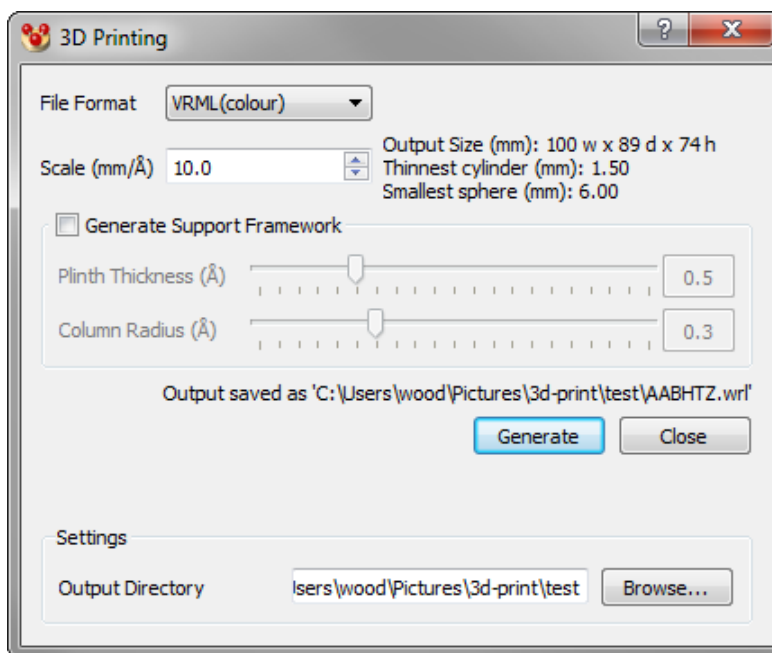 3D Printing
?
File Format VRML(colour)
Scale (mm/Å) 10.0
Output Size (mm): 100 w x 89 d x 74 h
Thinnest cylinder (mm): 1.50
Smallest sphere (mm): 6.00
Generate Support Framework
Plinth Thickness (Å) 0.5
Column Radius (Å) 0.3
Output saved as 'C:\Users\wood\Pictures\3d-print\test\AABHTZ.wrl'
Generate Close
Settings
Output Directory sers\wood\Pictures\3d-print\test Browse...